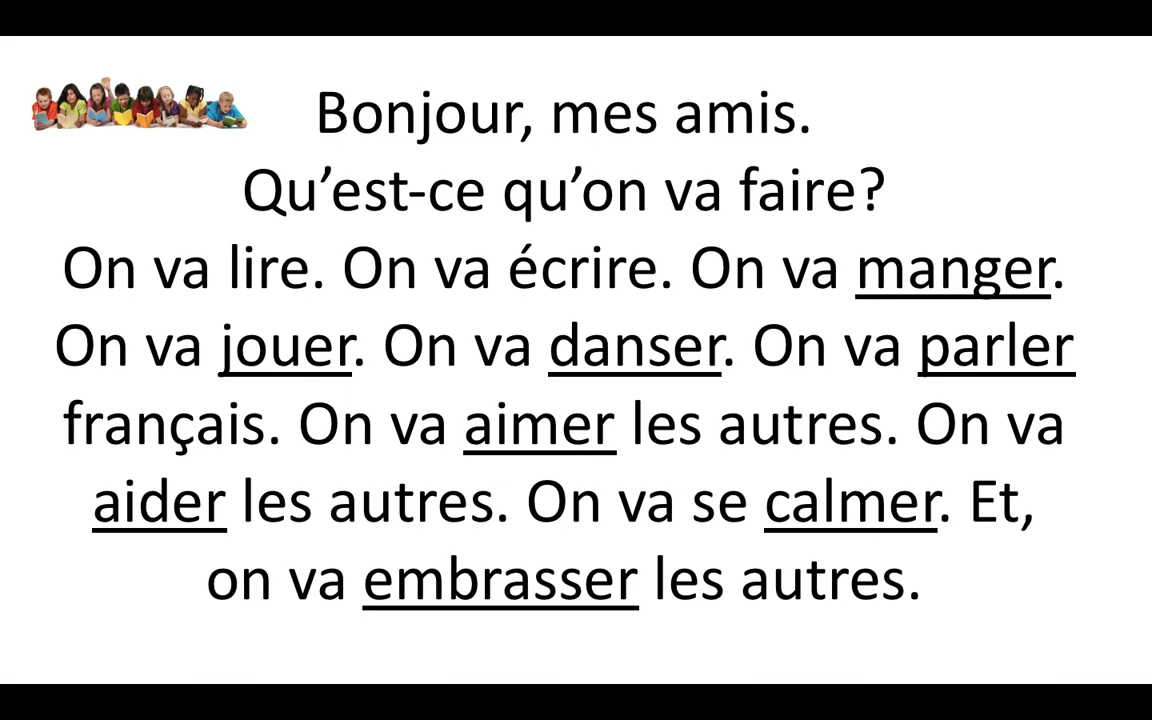 Bonjour, mes amis.
Qu’est-ce qu’on va faire?
On va lire. On va écrire. On va manger.
On va jouer. On va danser. On va parler
français. On va aimer les autres. On va
aider les autres. On va se calmer. Et,
on va embrasser les autres.